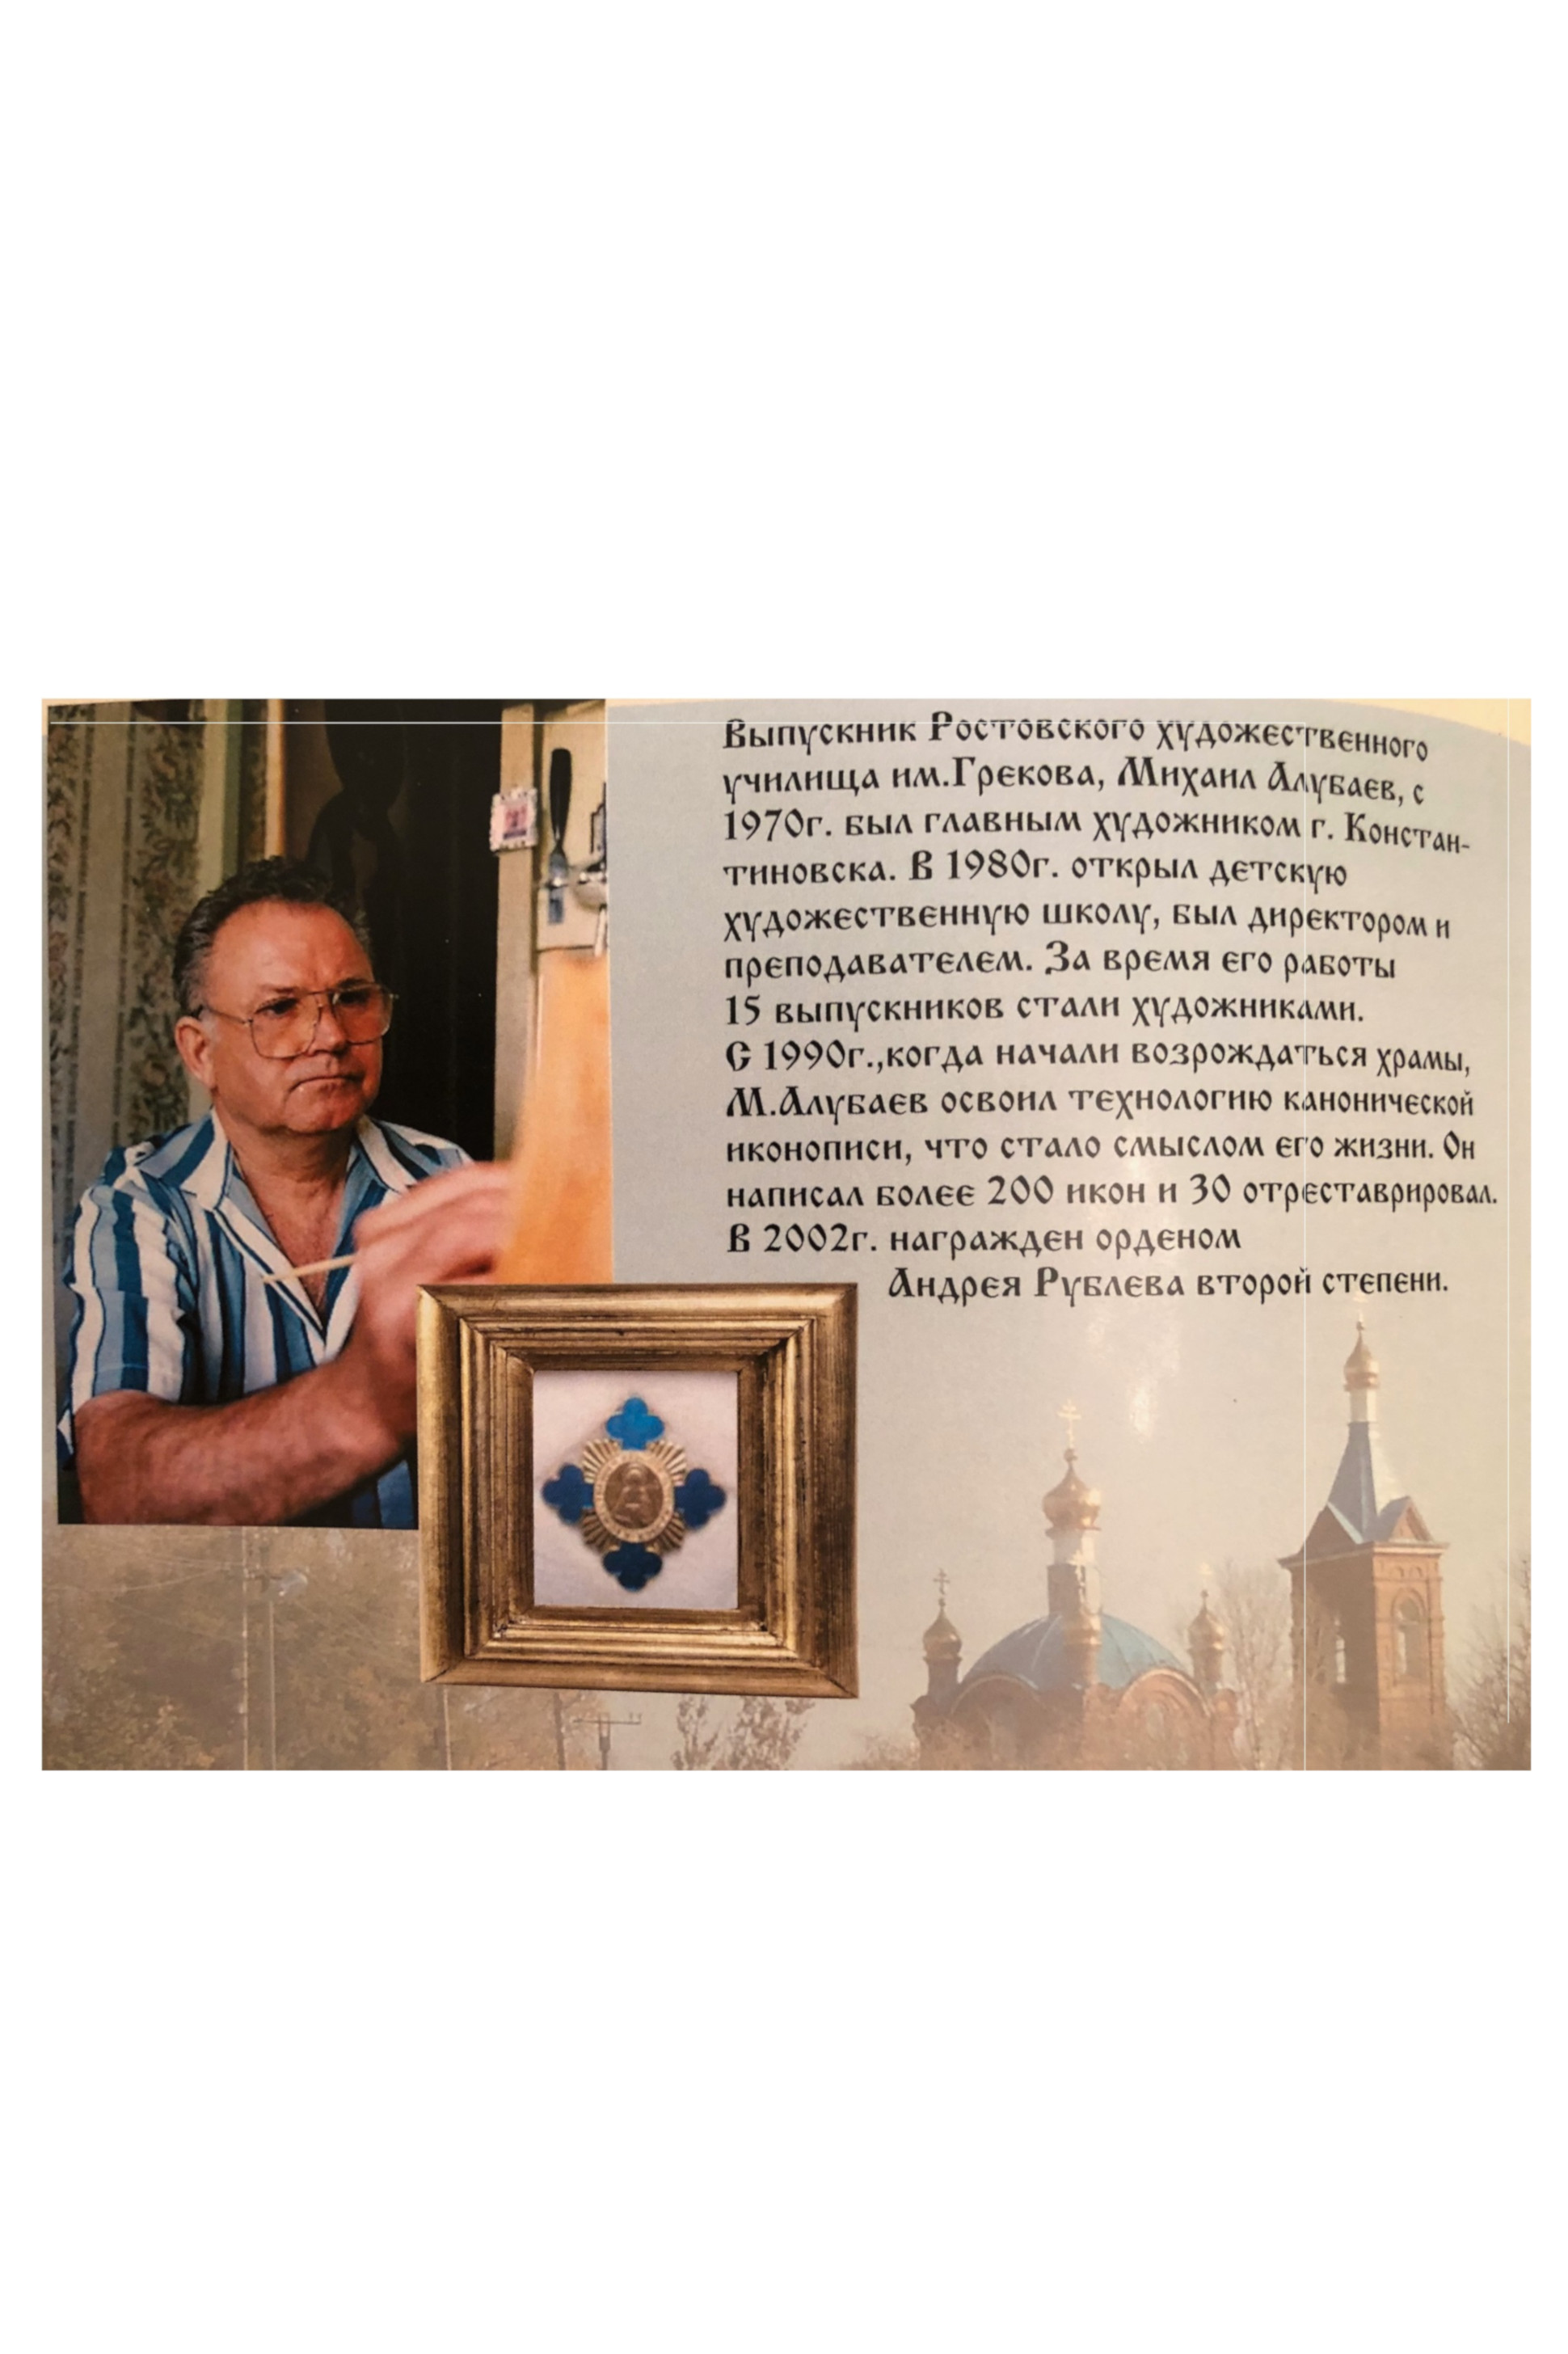 Выпускник Ростовского художественного
училища им.Грекова, Михаил Алубаев, с
1970г. был главным художником г. Констан-
тиновска. В 1980г. открыл детскую
художественную школу, был директором и
преподавателем. За время его работы
15 выпускников стали художниками.
С 1990г.,когда начали возрождаться храмы,
М.Алубаев освоил технологию канонической
иконописи, что стало смыслом его жизни. Он
написал более 200 икон и 30 отреставрировал.
В 2002г. награжден орденом
Андрея Рублева второй степени.